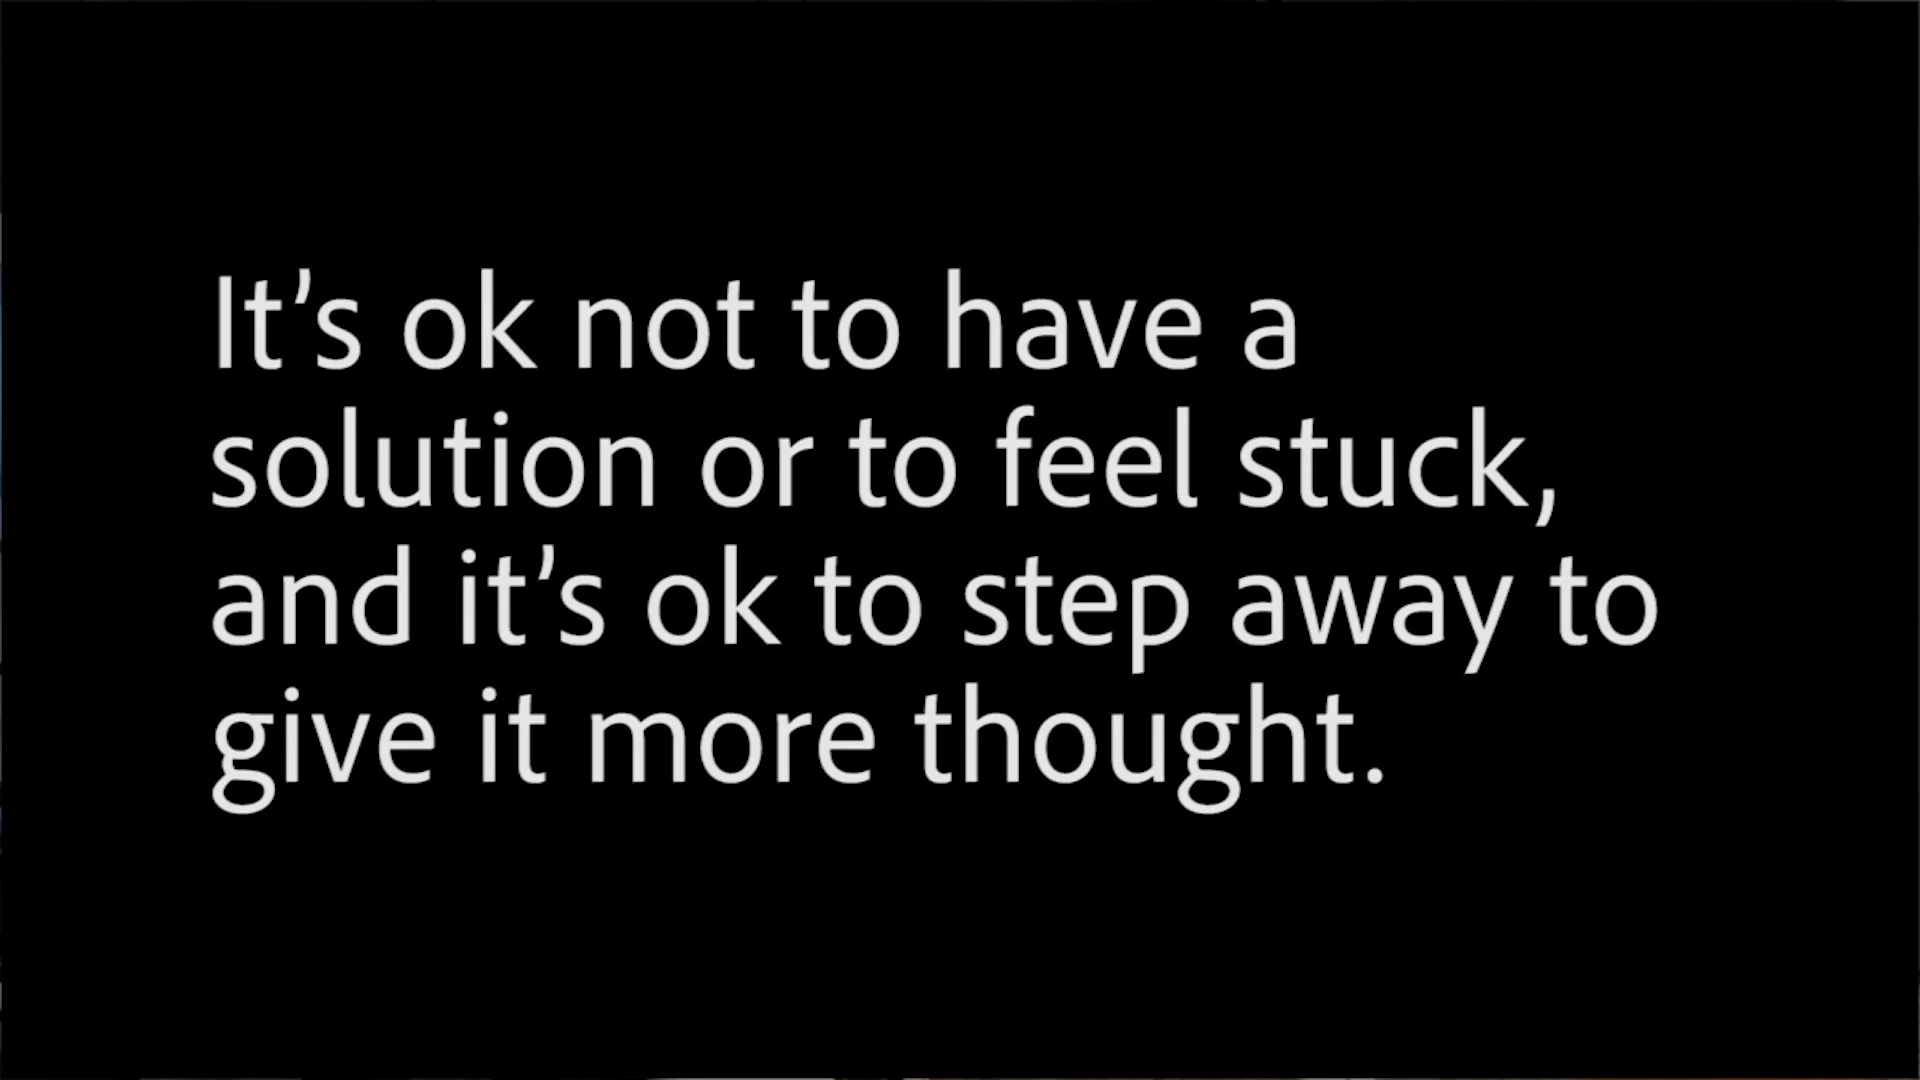 It’s ok not to have a
solution or to feel stuck,
and it’s ok to step away to
give it more thought.